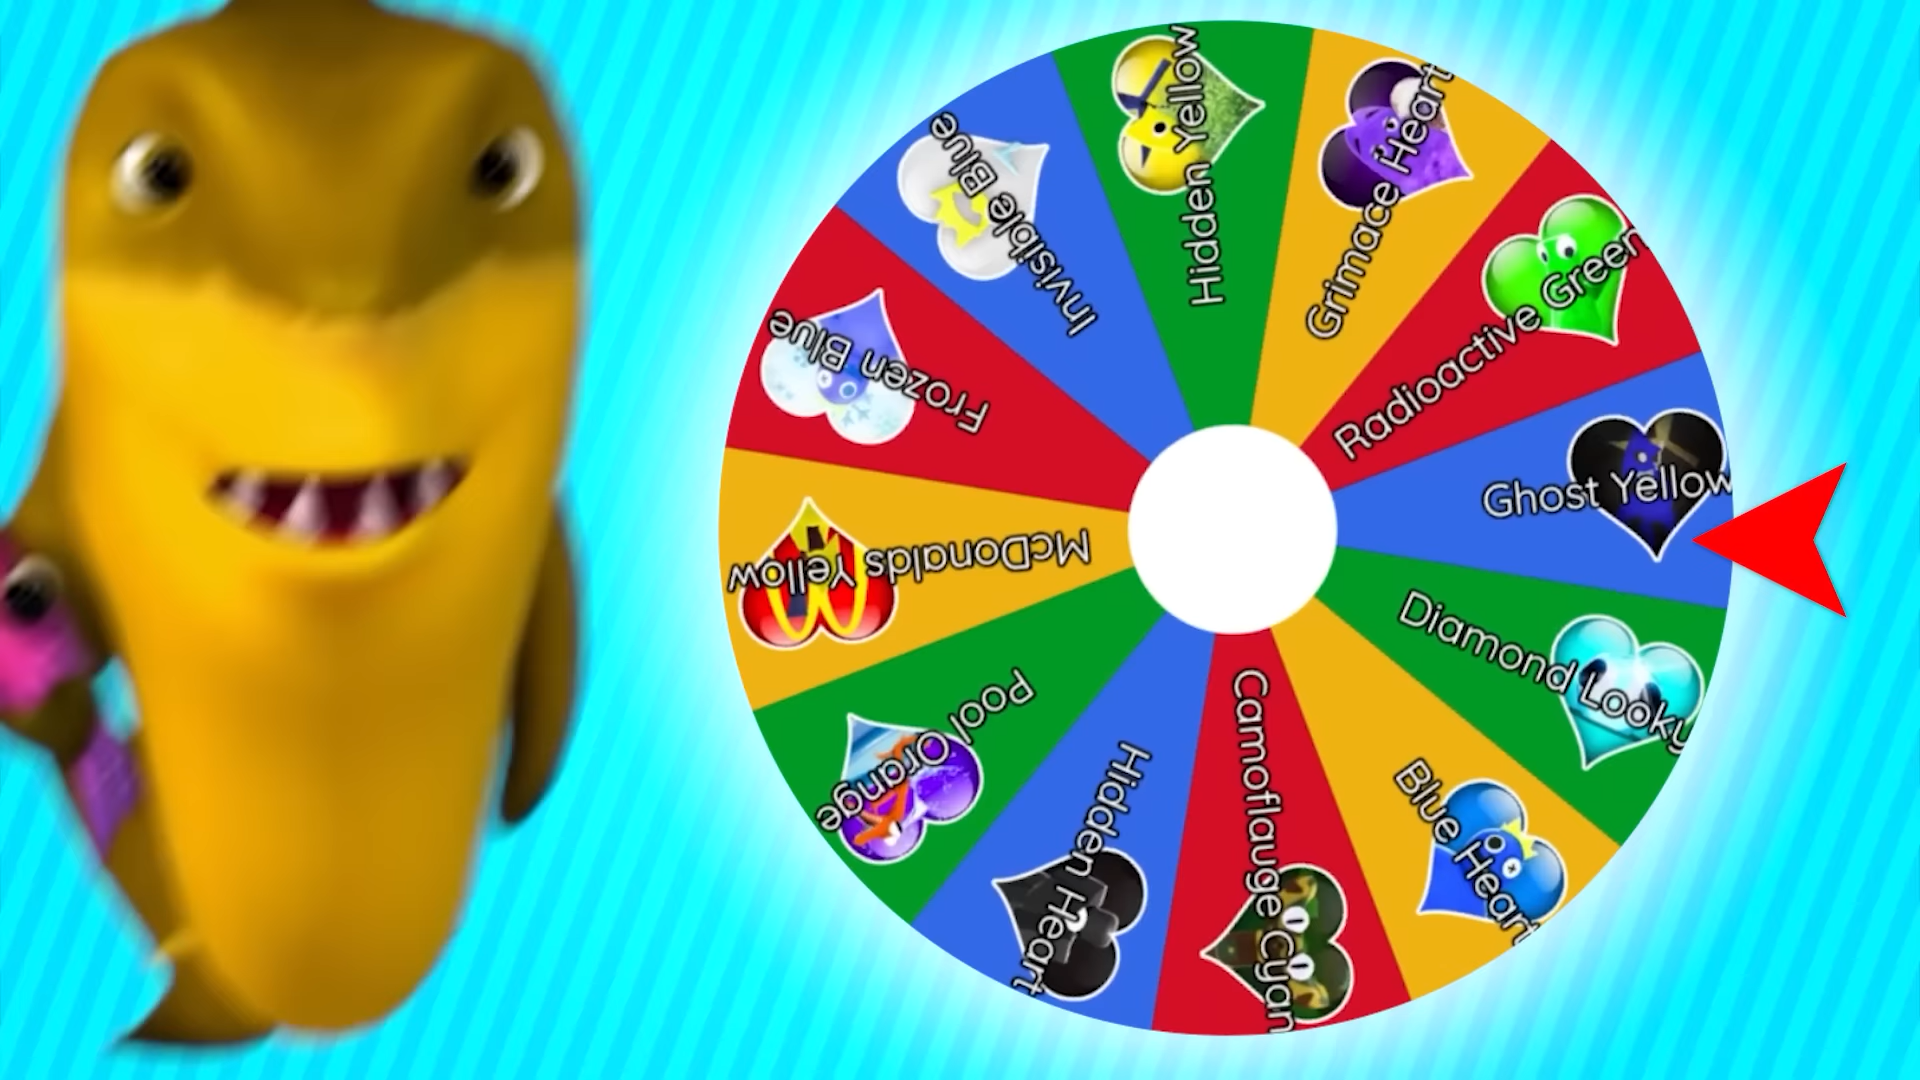 Hidden Yellow
Grimace Heart
Radioactive Green
Ghost Yellow
Diamond Looky
Blue Heart
Camoflauge Cyan
Hidden Heart
Pool Orange
McDonalds Yellow
Frozen Blue
Invisible Blue